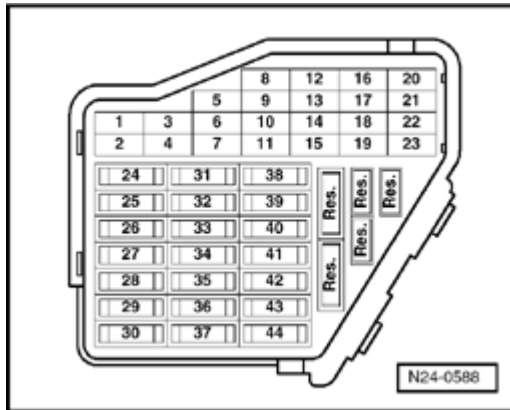 8 12 16 20
5 9 13 17 21
1 3 6 10 14 18 22
2 4 7 11 15 19 23
24 31 38
25 32 39
26 33 40
27 34 41
28 35 42
29 36 43
30 37 44
Res. Res. Res.
Res. Res.
N24-0588